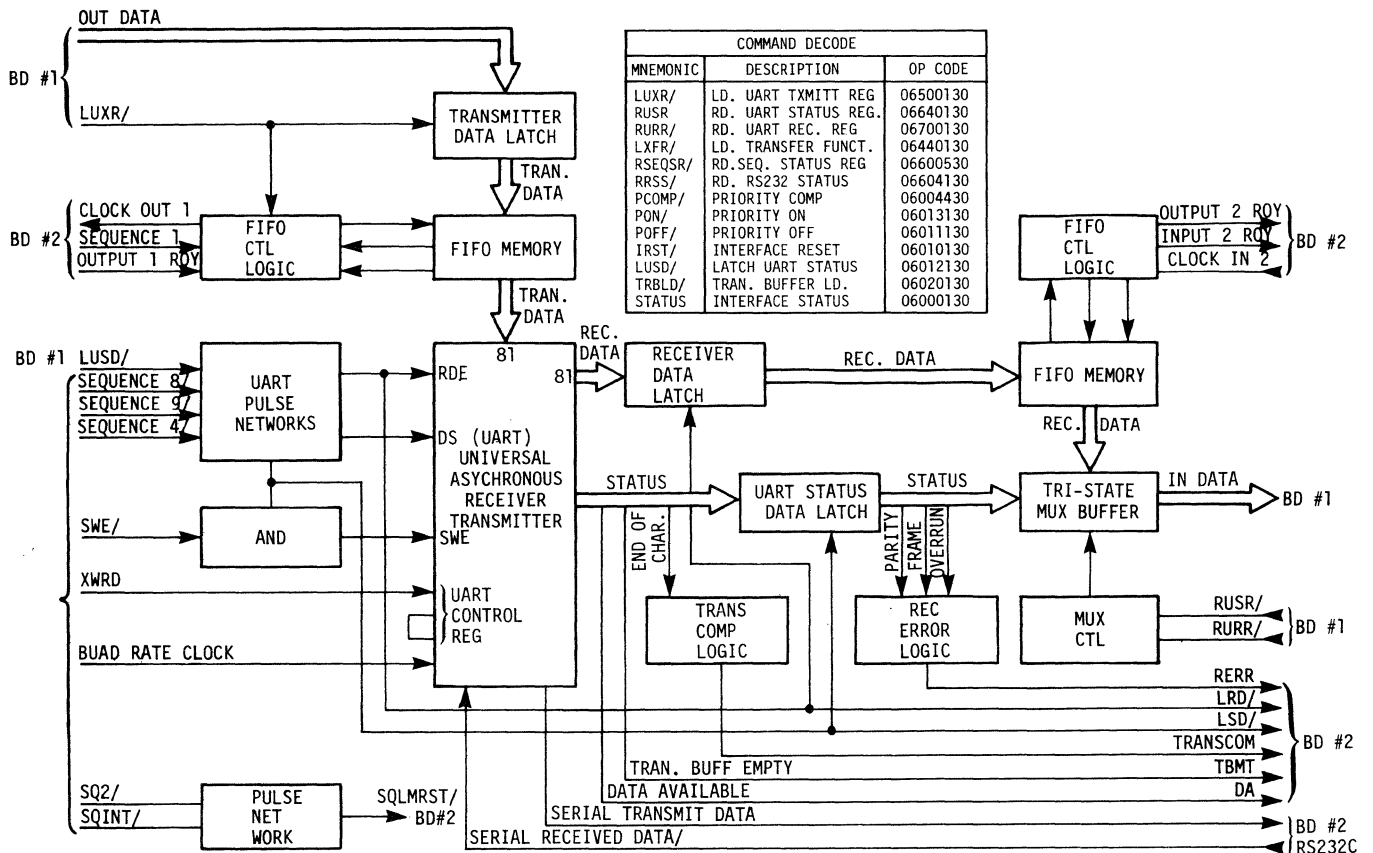 OUT DATA
BD #1
LUXR/
TRANSMITTER
DATA LATCH
TRAN.
DATA
COMMAND DECODE
MNEMONIC DESCRIPTION OP CODE
LUXR/ LD. UART TXMITT REG 06500130
RUSR RD. UART STATUS REG. 06640130
RURR/ RD. UART REC. REG 06700130
LXFR/ LD. TRANSFER FUNCT. 06440130
RSEQSR/ RD.SEQ. STATUS REG 06600530
RRSS/ RD. RS232 STATUS 06604130
PCOMP/ PRIORITY COMP 06004430
PON/ PRIORITY ON 06013130
POFF/ PRIORITY OFF 06011130
IRST/ INTERFACE RESET 06010130
LUSD/ LATCH UART STATUS 06012130
TRBLD/ TRAN. BUFFER LD. 06020130
STATUS INTERFACE STATUS 06000130
BD #2
CLOCK OUT 1
SEQUENCE 1
OUTPUT 1 ROY
FIFO
CTL
LOGIC
FIFO MEMORY
TRAN.
DATA
FIFO
CTL
LOGIC
OUTPUT 2 ROY
INPUT 2 ROY
CLOCK IN 2
BD #2
BD #1
LUSD/
SEQUENCE 8/
SEQUENCE 9/
SEQUENCE 4/
UART
PULSE
NETWORKS
81
RDE
81
DS (UART)
UNIVERSAL
ASYCHRONOUS
RECEIVER
TRANSMITTER
SWE
UART
CONTROL
REG
REC.
DATA
RECEIVER
DATA
LATCH
REC. DATA
FIFO MEMORY
REC. DATA
STATUS
UART STATUS
DATA LATCH
STATUS
TRI-STATE
MUX BUFFER
IN DATA
BD #1
SWE/
AND
END OF
CHAR.
PARITY
FRAME
OVERRUN
XWRD
BUAD RATE CLOCK
TRANS
COMP
LOGIC
REC
ERROR
LOGIC
MUX
CTL
RUSR/
RURR/
BD #1
RERR
LRD/
LSD/
TRANSCOM
TRAN. BUFF EMPTY
TBMT
DATA AVAILABLE
DA
BD #2
SQ2/
SQINT/
PULSE
NET
WORK
SQLMRST/
BD#2
SERIAL TRANSMIT DATA
SERIAL RECEIVED DATA/
BD #2
RS232C